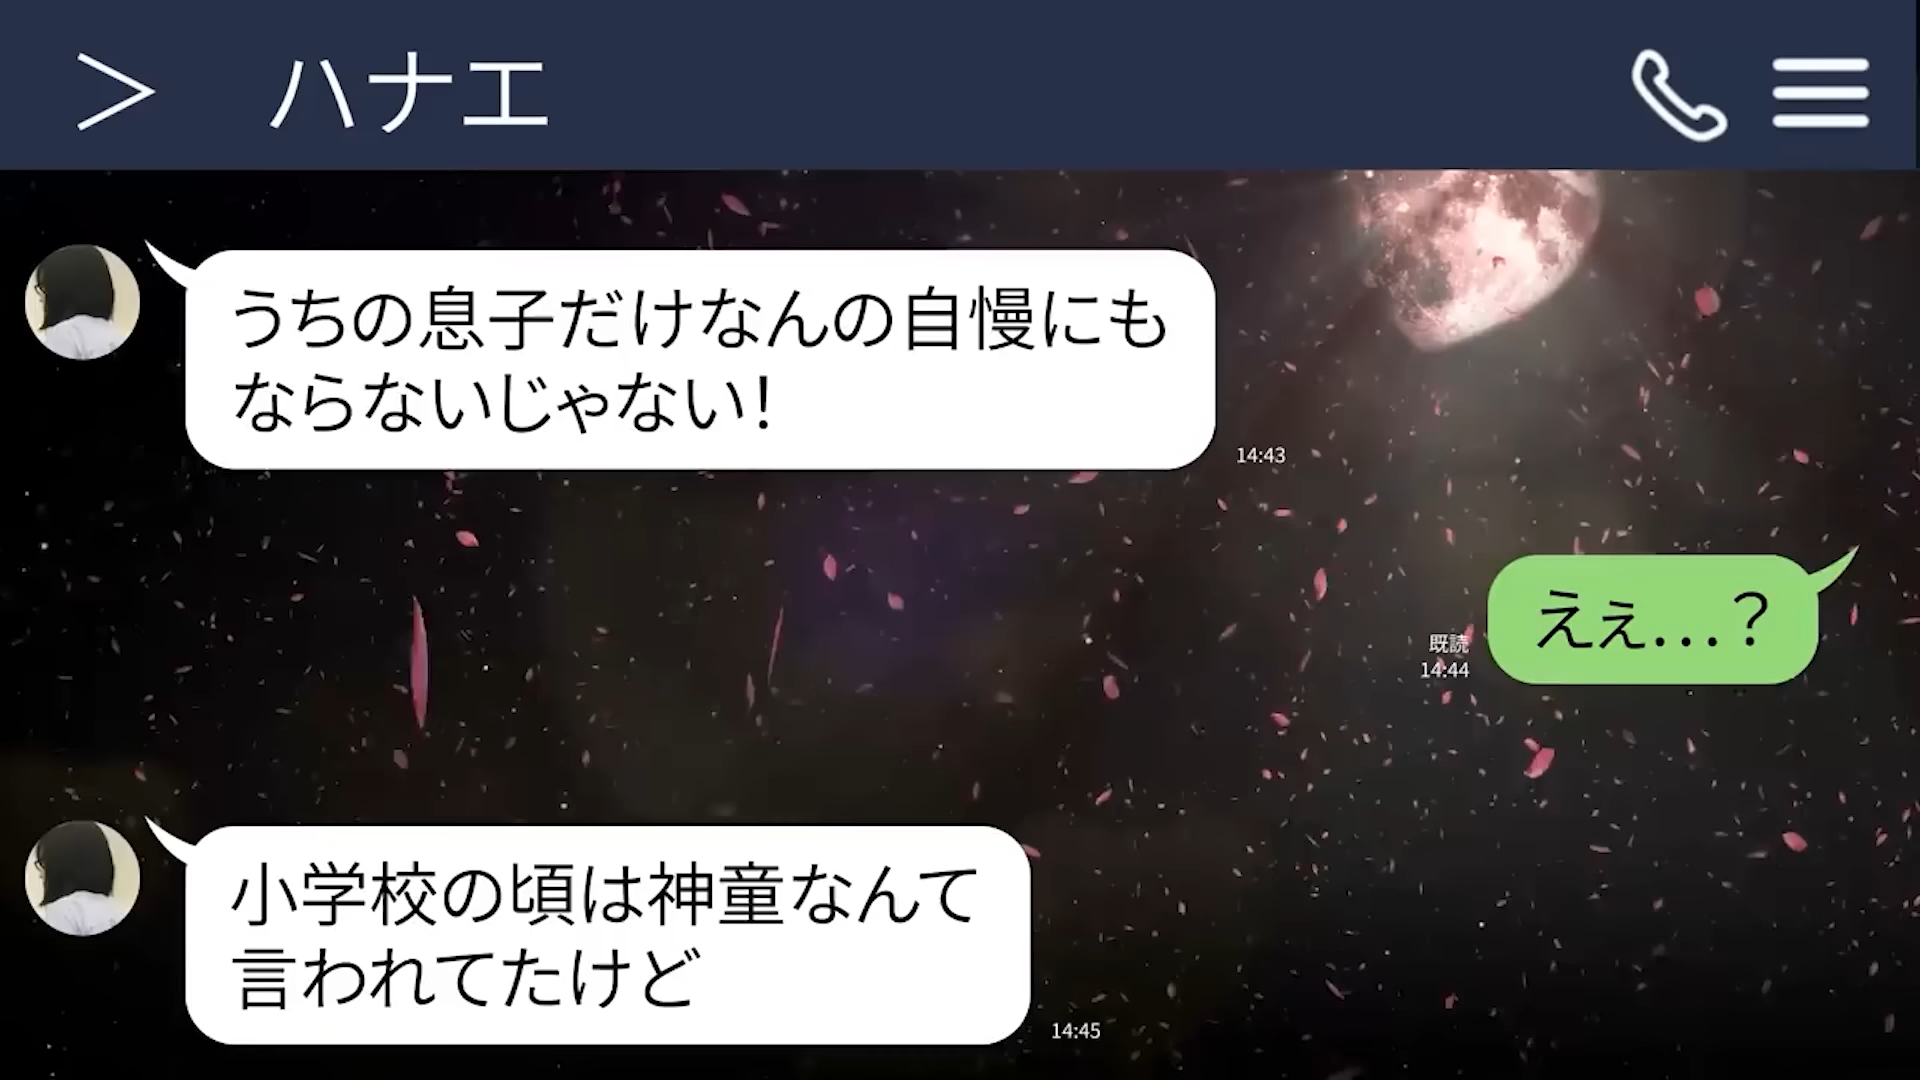 > ハナエ
うちの息子だけなんの自慢にも
ならないじゃない!
14:43
えぇ...?
既読
14:44
小学校の頃は神童なんて
言われてたけど
14:45